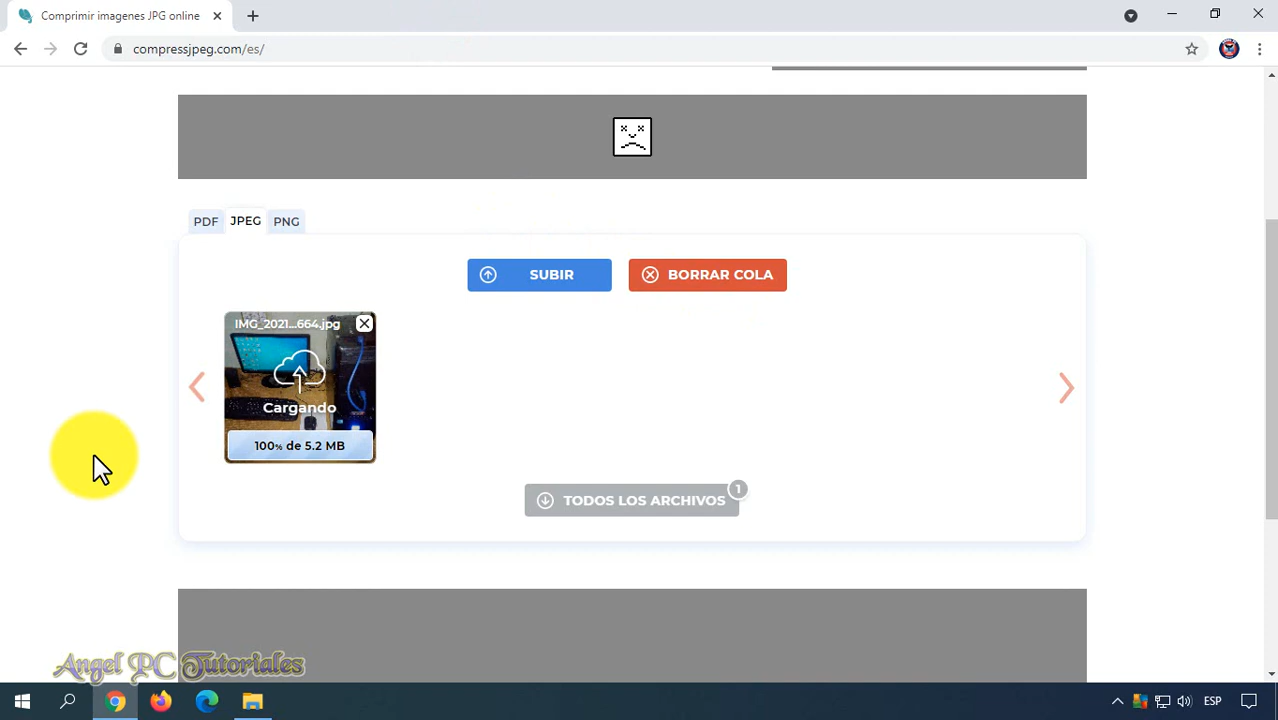 Comprimir imagenes JPG online
compressjpeg.com/es/
PDF
JPEG
PNG
SUBIR
BORRAR COLA
IMG_2021...664.jpg
Cargando
100% de 5.2 MB
TODOS LOS ARCHIVOS
1
Angel PC Tutoriales
ESP